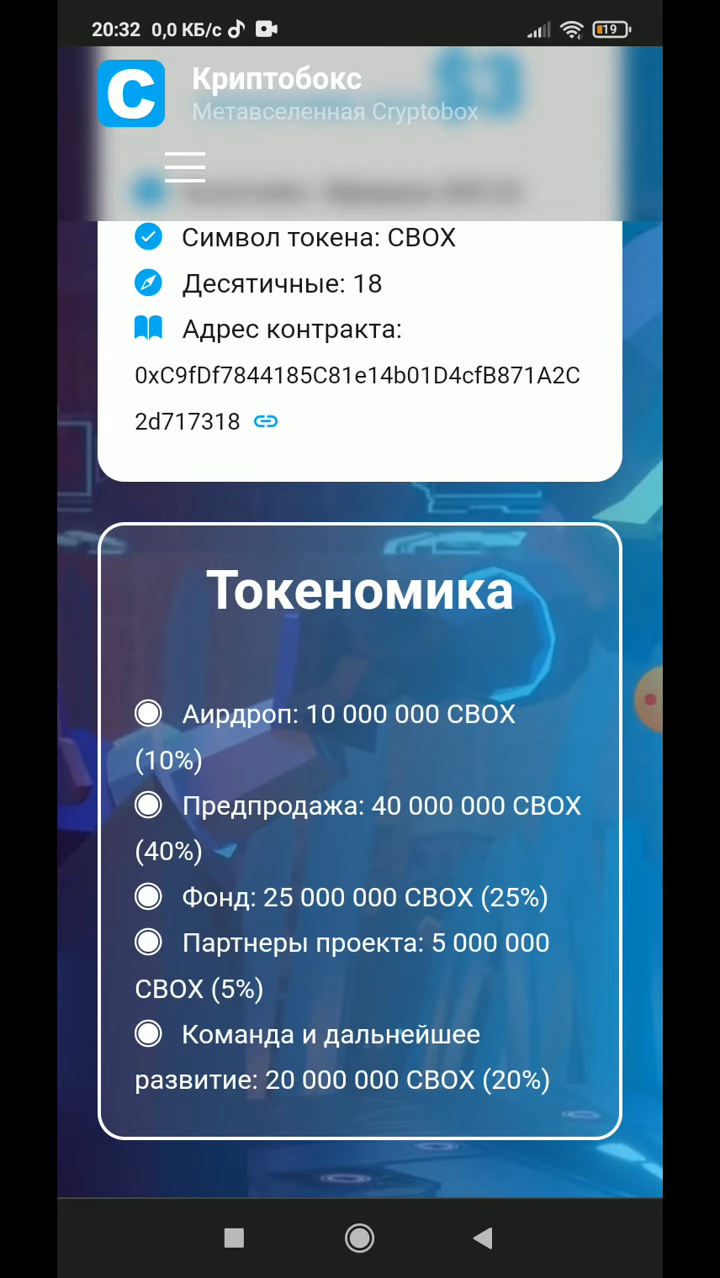 20:32 0,0 КБ/с 19
Криптобокс
Метавселенная Cryptobox
Символ токена: CBOX
Десятичные: 18
Адрес контракта:
0xC9fDf7844185C81e14b01D4cfB871A2C
2d717318
Токеномика
Аирдроп: 10 000 000 CBOX
(10%)
Предпродажа: 40 000 000 CBOX
(40%)
Фонд: 25 000 000 CBOX (25%)
Партнеры проекта: 5 000 000
CBOX (5%)
Команда и дальнейшее
развитие: 20 000 000 CBOX (20%)